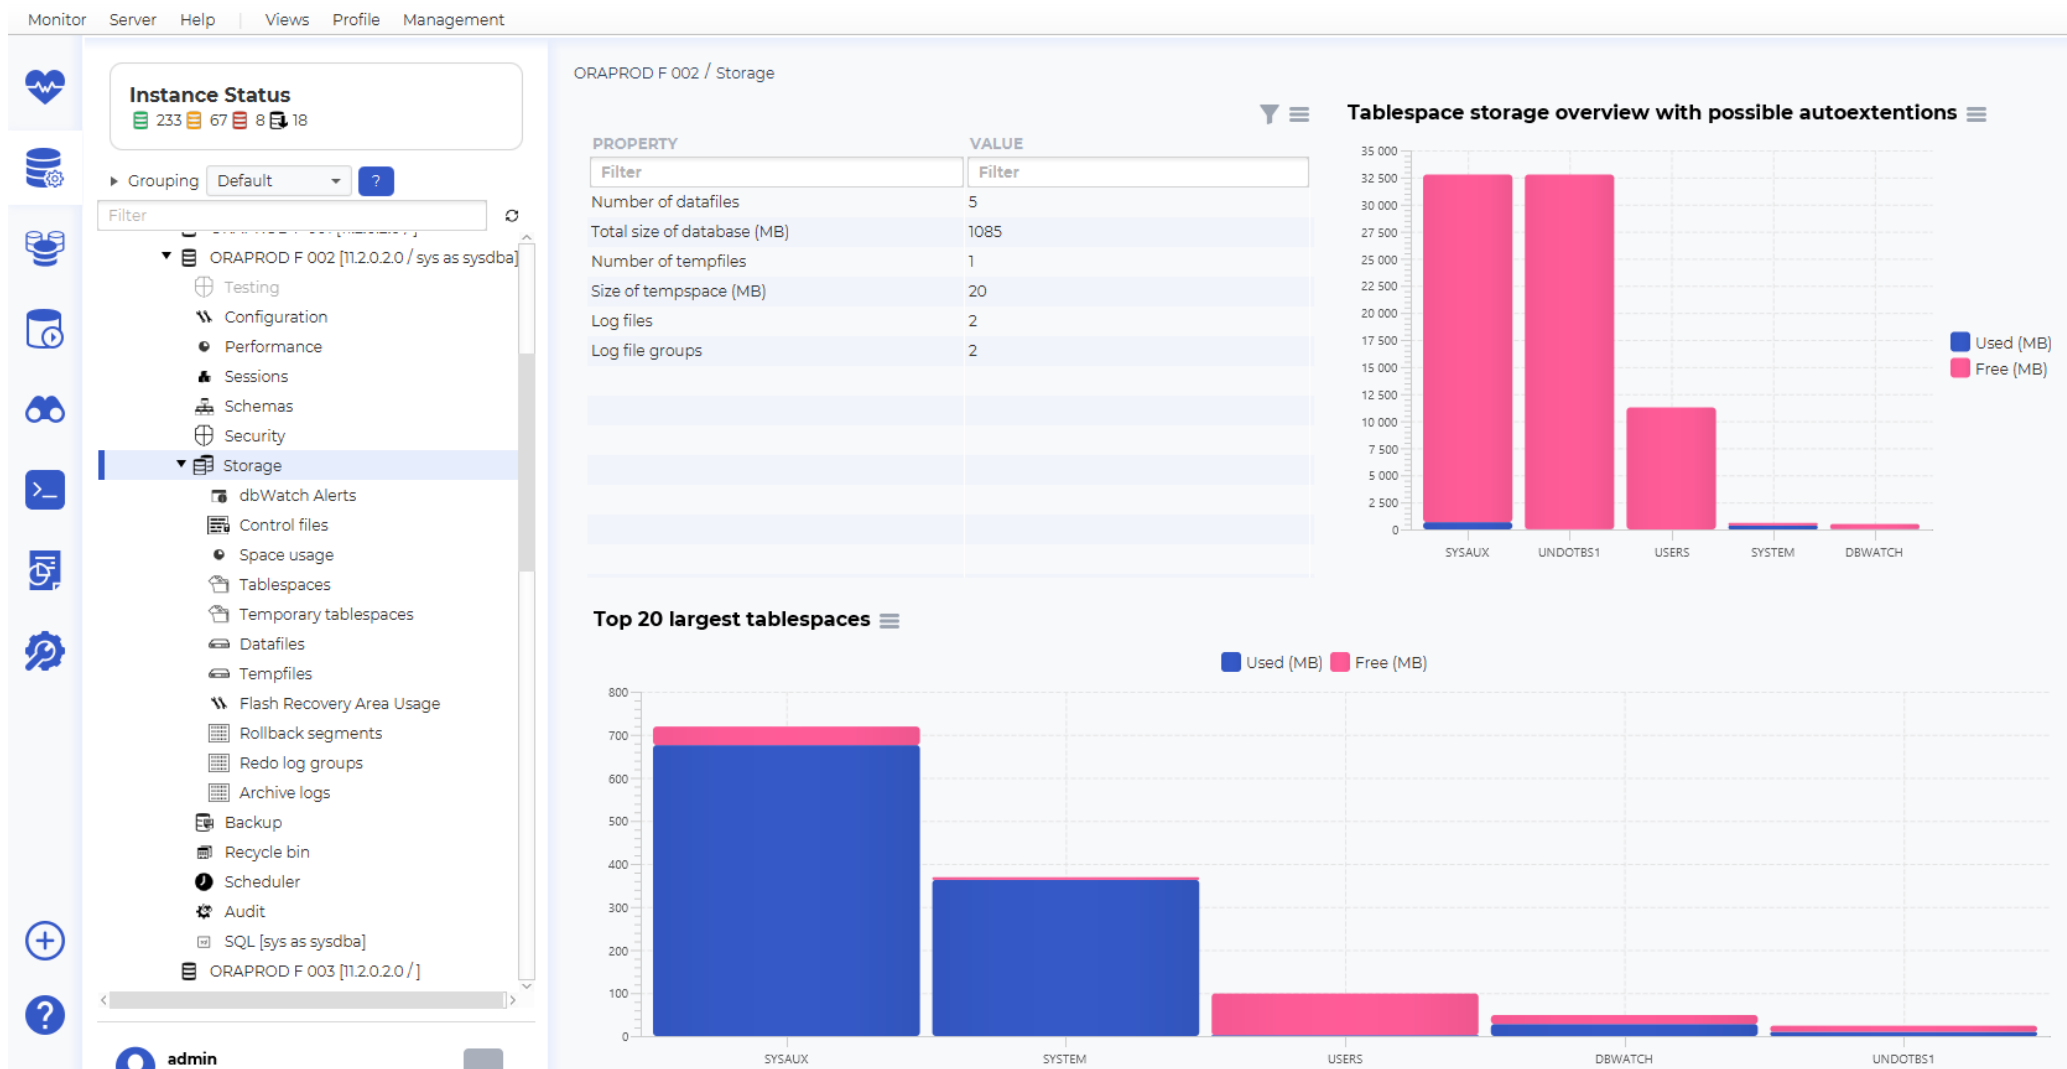 Monitor Server Help Views Profile Management
Instance Status
233 67 8 18
Grouping Default ?
Filter
ORAPROD F 002 [11.2.0.2.0 / sys as sysdba]
Testing
Configuration
Performance
Sessions
Schemas
Security
Storage
dbWatch Alerts
Control files
Space usage
Tablespaces
Temporary tablespaces
Datafiles
Tempfiles
Flash Recovery Area Usage
Rollback segments
Redo log groups
Archive logs
Backup
Recycle bin
Scheduler
Audit
SQL [sys as sysdba]
ORAPROD F 003 [11.2.0.2.0 / ]
admin
ORAPROD F 002 / Storage
PROPERTY VALUE
Filter Filter
Number of datafiles 5
Total size of database (MB) 1085
Number of tempfiles 1
Size of tempspace (MB) 20
Log files 2
Log file groups 2
Tablespace storage overview with possible autoextentions
35 000
32 500
30 000
27 500
25 000
22 500
20 000
17 500
15 000
12 500
10 000
7 500
5 000
2 500
0
SYSAUX UNDOTBS1 USERS SYSTEM DBWATCH
Used (MB)
Free (MB)
Top 20 largest tablespaces
Used (MB) Free (MB)
800
700
600
500
400
300
200
100
0
SYSAUX SYSTEM USERS DBWATCH UNDOTBS1